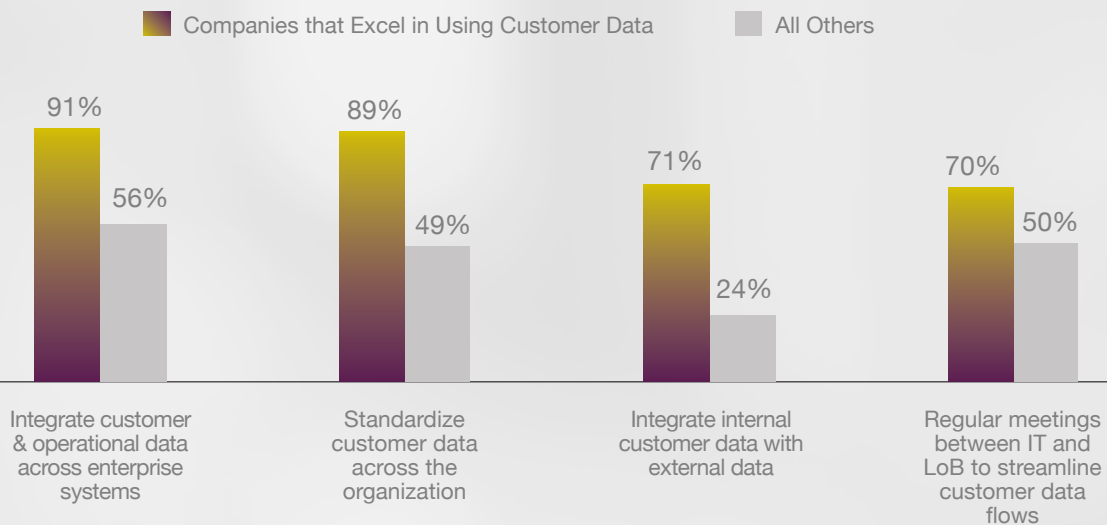 Companies that Excel in Using Customer Data
All Others
91%
56%
89%
49%
71%
24%
70%
50%
Integrate customer
& operational data
across enterprise
systems
Standardize
customer data
across the
organization
Integrate internal
customer data with
external data
Regular meetings
between IT and
LoB to streamline
customer data
flows